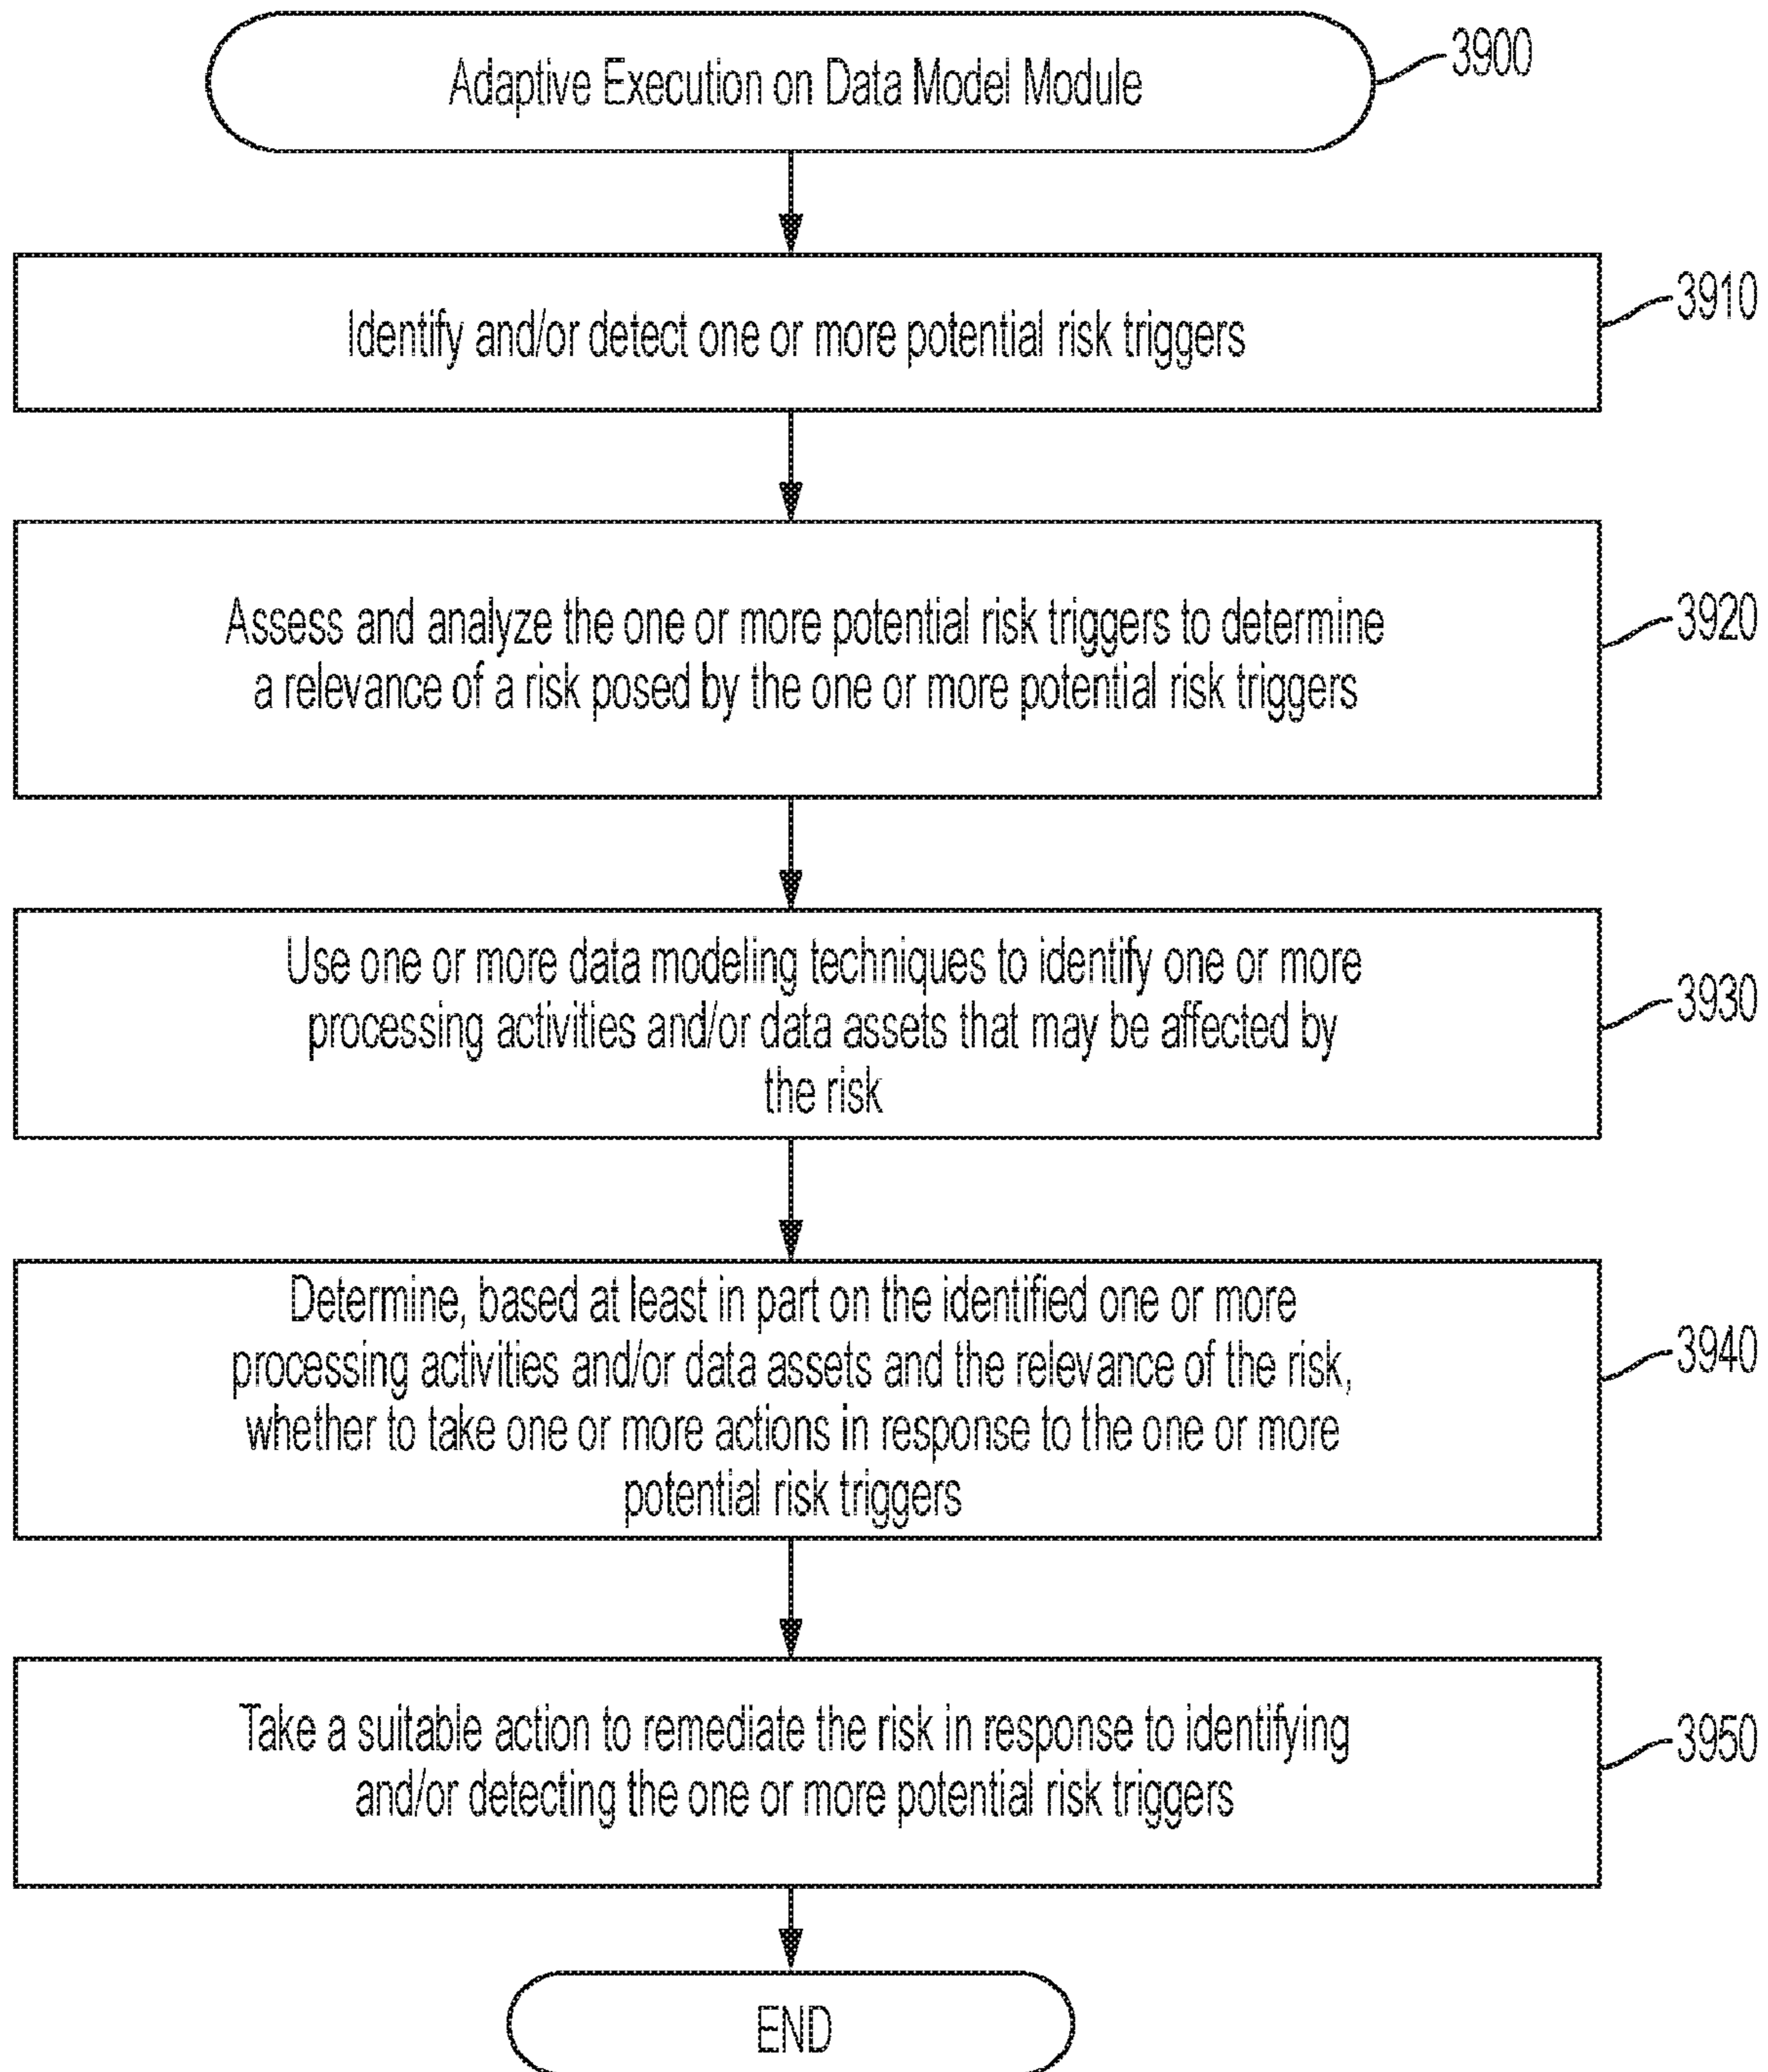 Adaptive Execution on Data Model Module
3900
Identify and/or detect one or more potential risk triggers
3910
Assess and analyze the one or more potential risk triggers to determine
a relevance of a risk posed by the one or more potential risk triggers
3920
Use one or more data modeling techniques to identify one or more
processing activities and/or data assets that may be affected by
the risk
3930
Determine, based at least in part on the identified one or more
processing activities and/or data assets and the relevance of the risk,
whether to take one or more actions in response to the one or more
potential risk triggers
3940
Take a suitable action to remediate the risk in response to identifying
and/or detecting the one or more potential risk triggers
3950
END